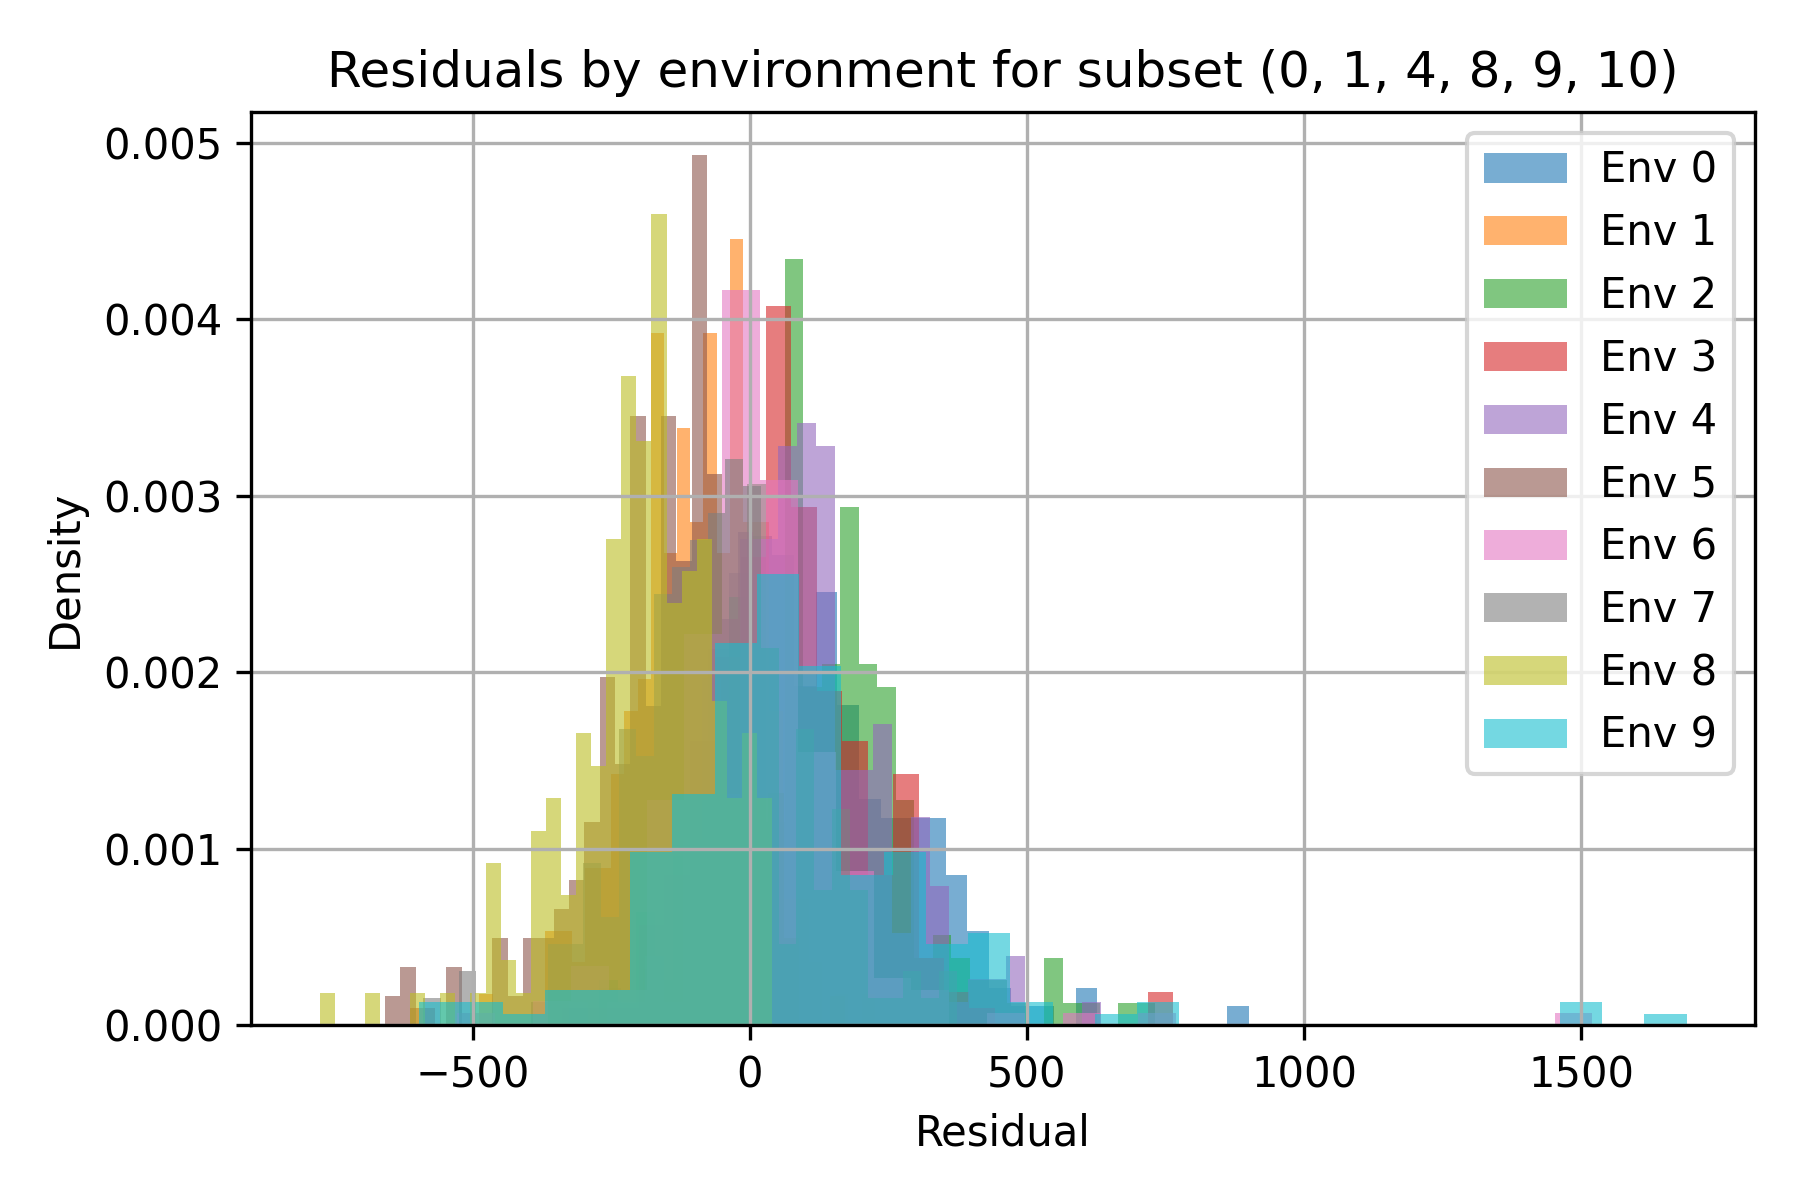 Residuals by environment for subset (0, 1, 4, 8, 9, 10)
0.005
0.004
0.003
0.002
0.001
0.000
Density
−500
0
500
1000
1500
Residual
Env 0
Env 1
Env 2
Env 3
Env 4
Env 5
Env 6
Env 7
Env 8
Env 9